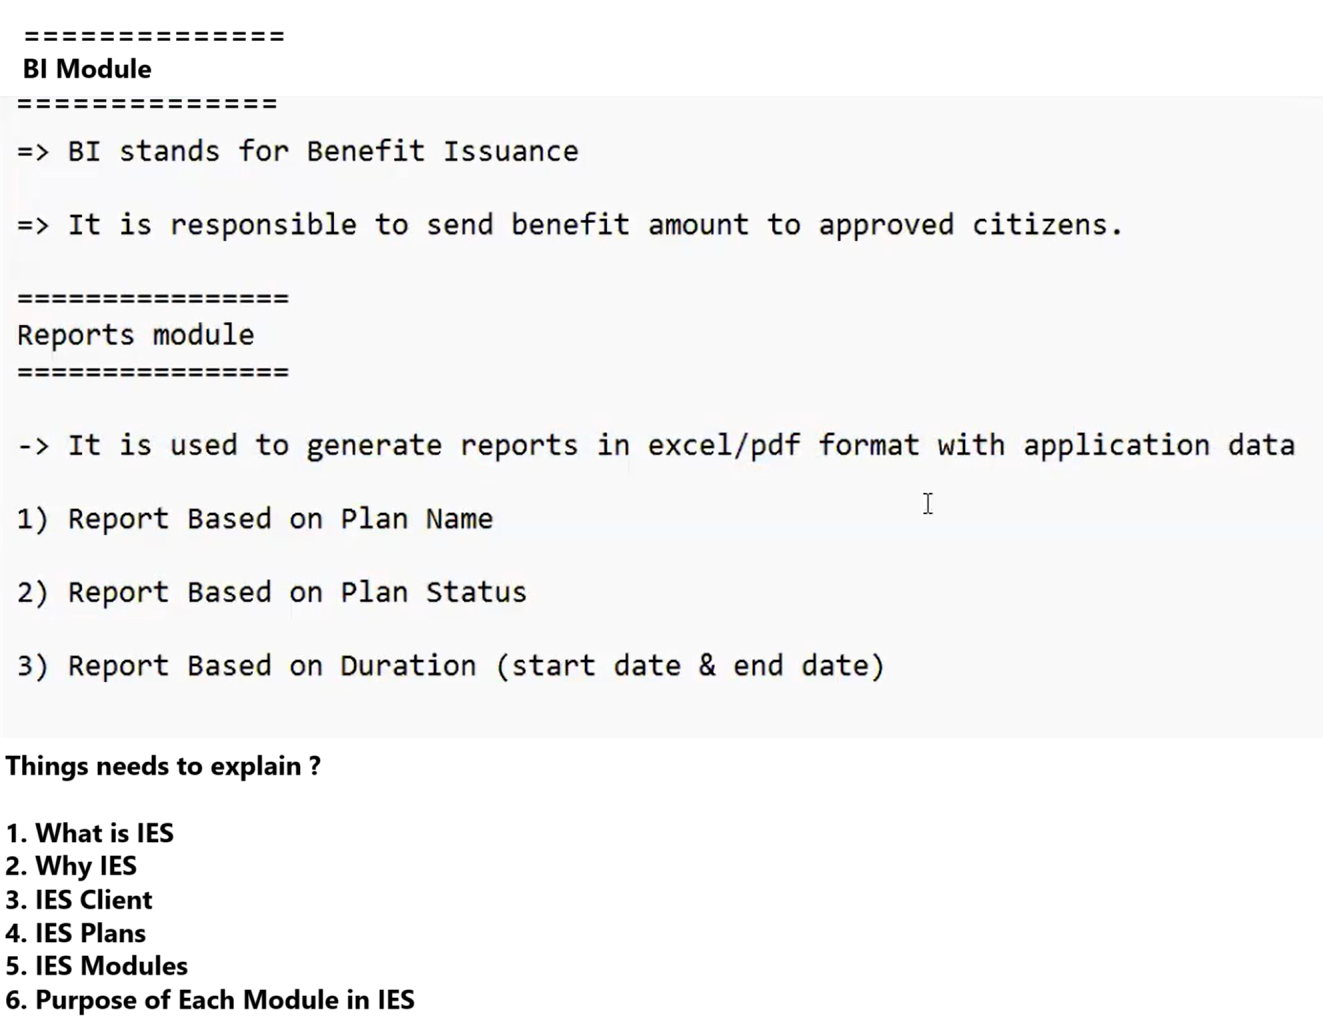 ==============
BI Module
==============
=> BI stands for Benefit Issuance
=> It is responsible to send benefit amount to approved citizens.
================
Reports module
================
-> It is used to generate reports in excel/pdf format with application data
1) Report Based on Plan Name
2) Report Based on Plan Status
3) Report Based on Duration (start date & end date)
Things needs to explain ?
1. What is IES
2. Why IES
3. IES Client
4. IES Plans
5. IES Modules
6. Purpose of Each Module in IES